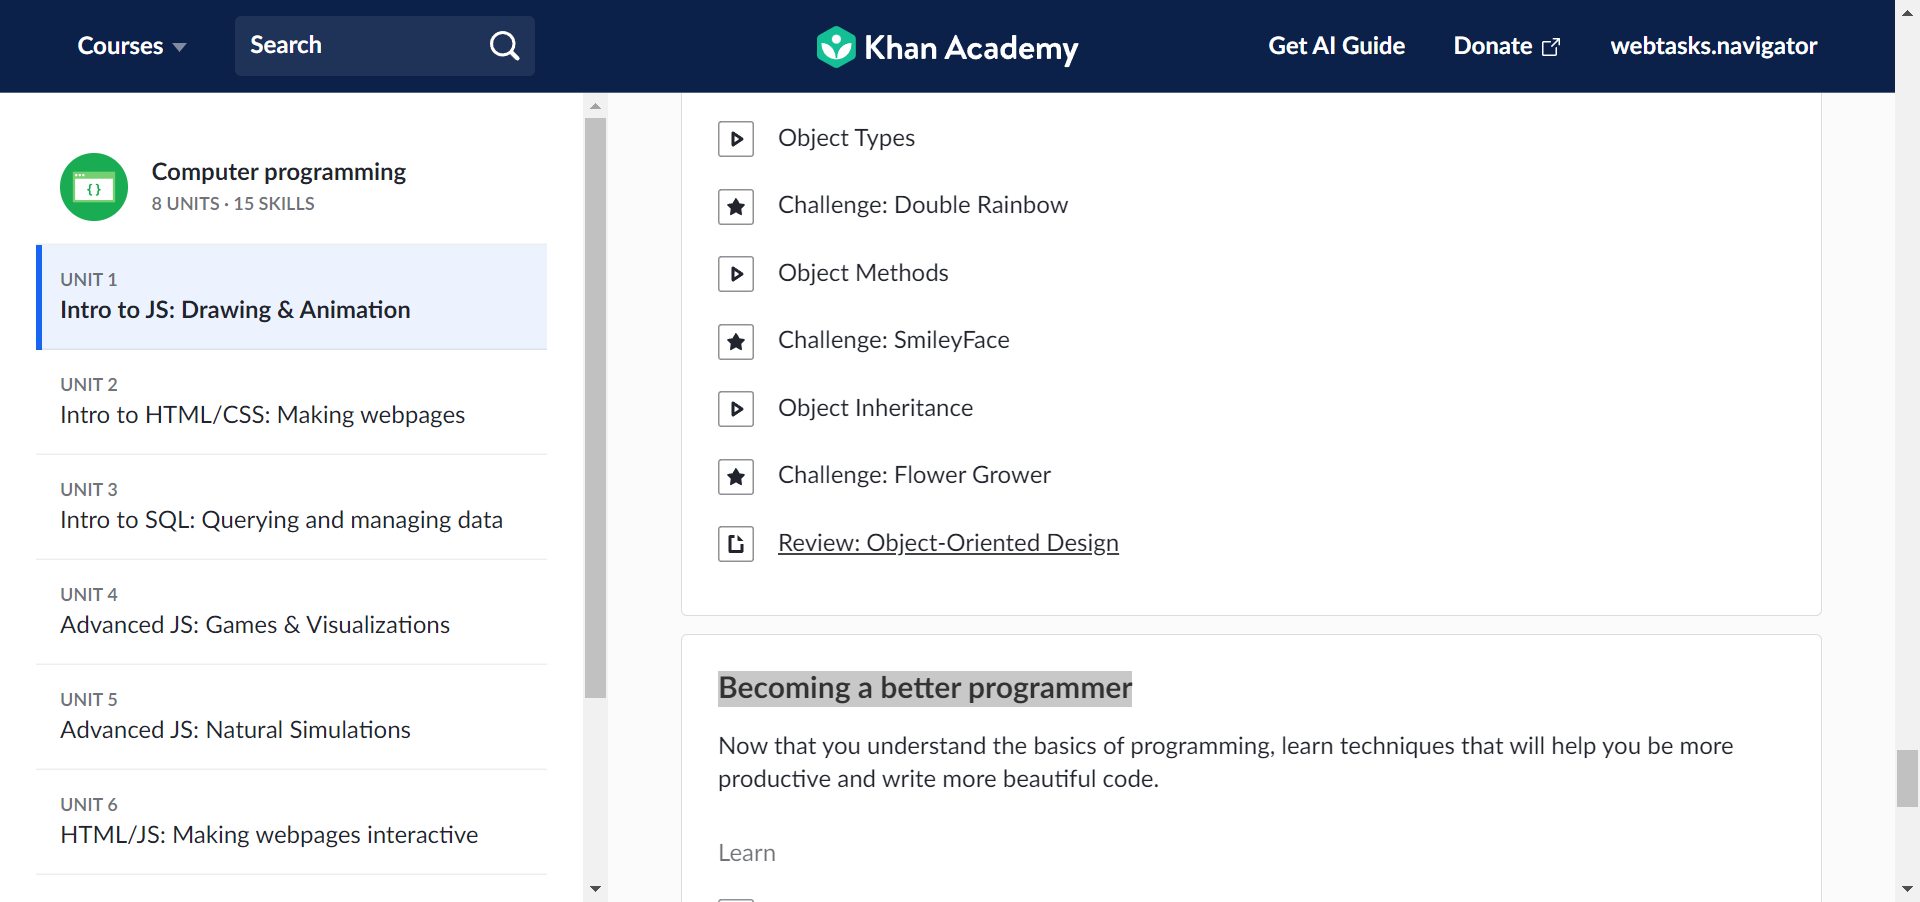 Courses
Search
Khan Academy
Get AI Guide
Donate
webtasks.navigator
Computer programming
8 UNITS · 15 SKILLS
UNIT 1
Intro to JS: Drawing & Animation
UNIT 2
Intro to HTML/CSS: Making webpages
UNIT 3
Intro to SQL: Querying and managing data
UNIT 4
Advanced JS: Games & Visualizations
UNIT 5
Advanced JS: Natural Simulations
UNIT 6
HTML/JS: Making webpages interactive
Object Types
Challenge: Double Rainbow
Object Methods
Challenge: SmileyFace
Object Inheritance
Challenge: Flower Grower
Review: Object-Oriented Design
Becoming a better programmer
Now that you understand the basics of programming, learn techniques that will help you be more
productive and write more beautiful code.
Learn